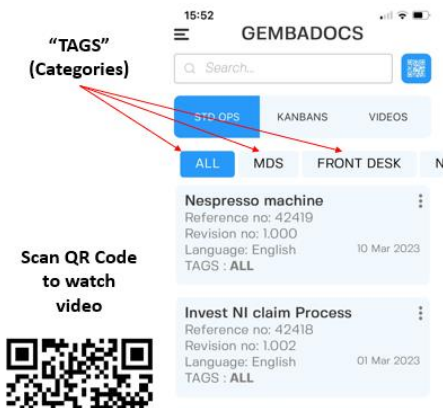 15:52
GEMBADOCS
"TAGS"
(Categories)
Search...
STD OPS KANBANS VIDEOS
ALL MDS FRONT DESK N
Nespresso machine
Reference no: 42419
Revision no: 1.000
Language: English 10 Mar 2023
TAGS : ALL
Scan QR Code
to watch
video
Invest NI claim Process
Reference no: 42418
Revision no: 1.002
Language: English 01 Mar 2023
TAGS : ALL